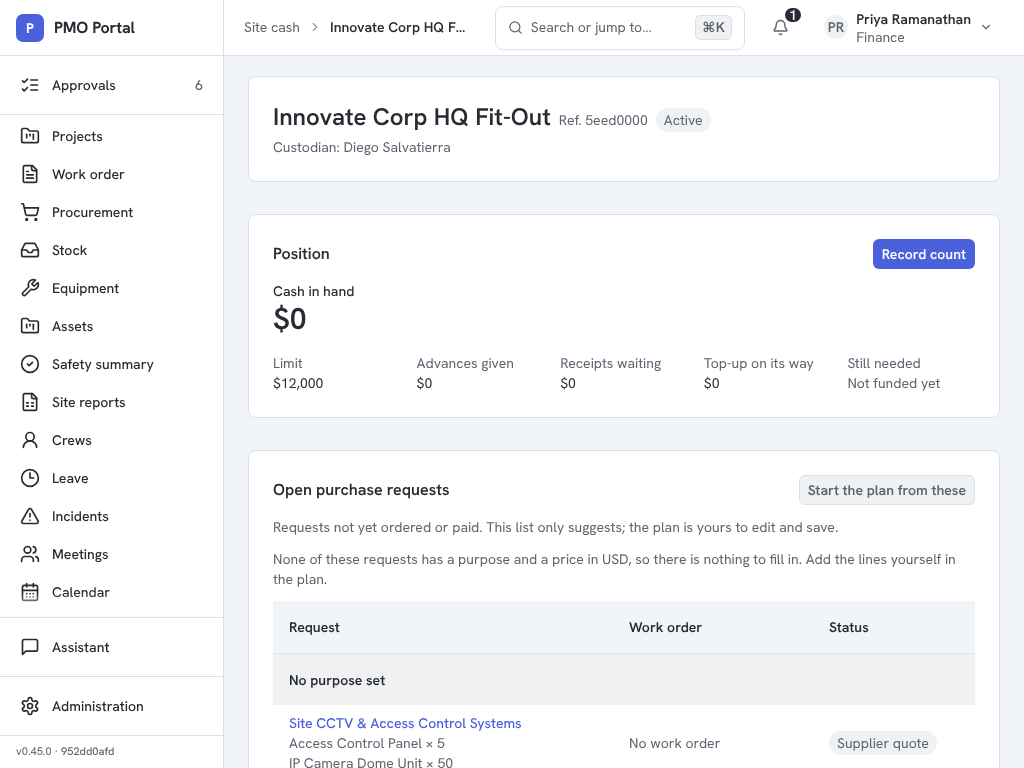 P
PMO Portal
Approvals
6
Projects
Work order
Procurement
Stock
Equipment
Assets
Safety summary
Site reports
Crews
Leave
Incidents
Meetings
Calendar
Assistant
Administration
v0.45.0 · 952dd0afd
Site cash
Innovate Corp HQ F...
Search or jump to...
⌘K
1
PR
Priya Ramanathan
Finance
Innovate Corp HQ Fit-Out Ref. 5eed0000 Active
Custodian: Diego Salvatierra
Position
Record count
Cash in hand
$0
Limit Advances given Receipts waiting Top-up on its way Still needed
$12,000 $0 $0 $0 Not funded yet
Open purchase requests
Start the plan from these
Requests not yet ordered or paid. This list only suggests; the plan is yours to edit and save.
None of these requests has a purpose and a price in USD, so there is nothing to fill in. Add the lines yourself in
the plan.
Request Work order Status
No purpose set
Site CCTV & Access Control Systems
Access Control Panel × 5 No work order Supplier quote
IP Camera Dome Unit × 50